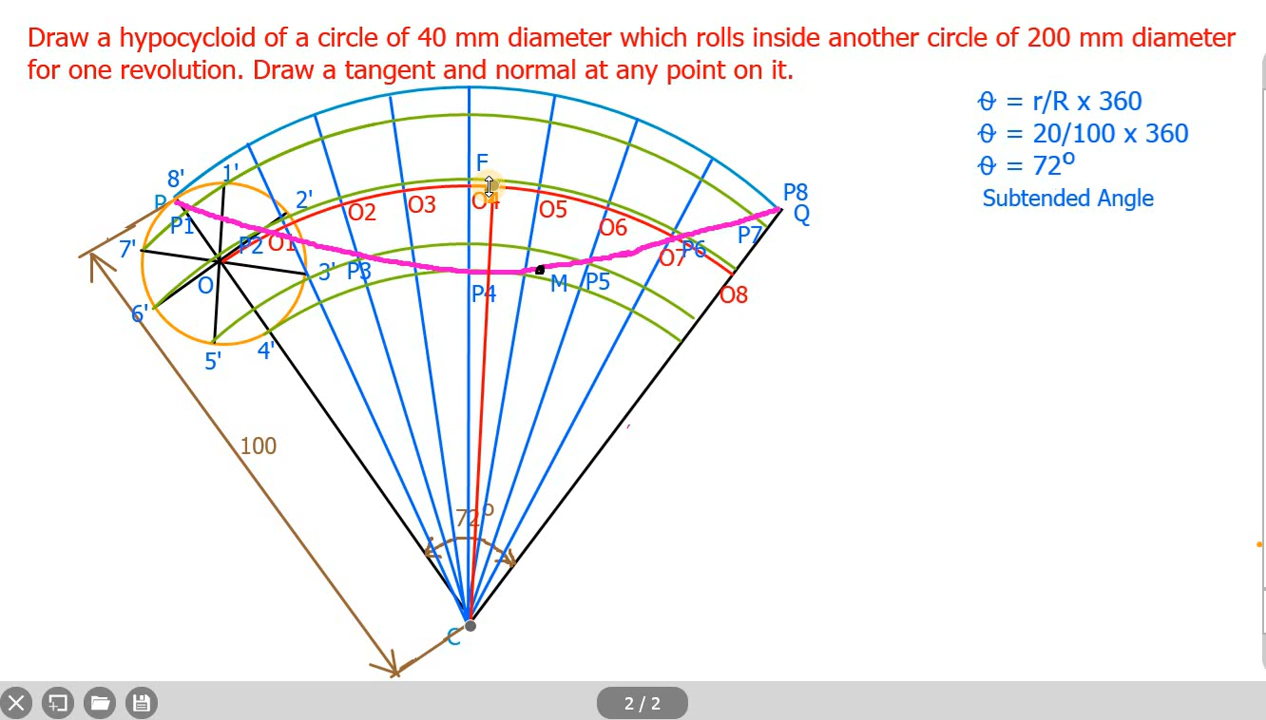 Draw a hypocycloid of a circle of 40 mm diameter which rolls inside another circle of 200 mm diameter
for one revolution. Draw a tangent and normal at any point on it.
θ = r/R x 360
θ = 20/100 x 360
θ = 72⁰
Subtended Angle
8'
1'
F
P8
P
2'
Q
O2
O3
O4
O5
P1
O6
P7
7'
P2
O1
P6
O7
3'
P3
O
M
P5
P4
O8
6'
5'
4'
100
72⁰
C
2 / 2